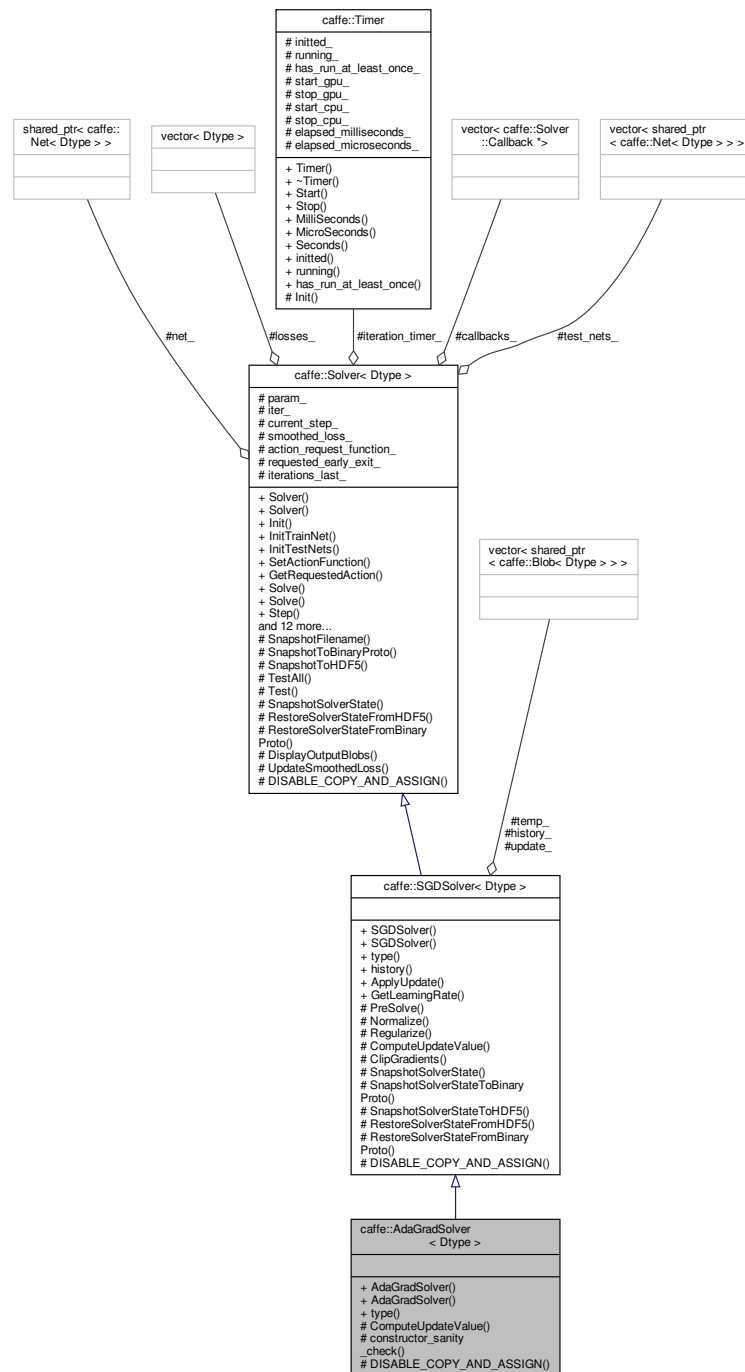 caffe::Timer
# initted_
# running_
# has_run_at_least_once_
# start_gpu_
# stop_gpu_
# start_cpu_
# stop_cpu_
# elapsed_milliseconds_
# elapsed_microseconds_
+ Timer()
+ ~Timer()
+ Start()
+ Stop()
+ MilliSeconds()
+ MicroSeconds()
+ Seconds()
+ initted()
+ running()
+ has_run_at_least_once()
# Init()
shared_ptr< caffe::
Net< Dtype > >
vector< Dtype >
vector< caffe::Solver
::Callback *>
vector< shared_ptr
< caffe::Net< Dtype > > >
#net_
#losses_
#iteration_timer_
#callbacks_
#test_nets_
caffe::Solver< Dtype >
# param_
# iter_
# current_step_
# smoothed_loss_
# action_request_function_
# requested_early_exit_
# iterations_last_
+ Solver()
+ Solver()
+ Init()
+ InitTrainNet()
+ InitTestNets()
+ SetActionFunction()
+ GetRequestedAction()
+ Solve()
+ Solve()
+ Step()
and 12 more...
# SnapshotFilename()
# SnapshotToBinaryProto()
# SnapshotToHDF5()
# TestAll()
# Test()
# SnapshotSolverState()
# RestoreSolverStateFromHDF5()
# RestoreSolverStateFromBinary
Proto()
# DisplayOutputBlobs()
# UpdateSmoothedLoss()
# DISABLE_COPY_AND_ASSIGN()
vector< shared_ptr
< caffe::Blob< Dtype > > >
#temp_
#history_
#update_
caffe::SGDSolver< Dtype >
+ SGDSolver()
+ SGDSolver()
+ type()
+ history()
+ ApplyUpdate()
+ GetLearningRate()
# PreSolve()
# Normalize()
# Regularize()
# ComputeUpdateValue()
# ClipGradients()
# SnapshotSolverState()
# SnapshotSolverStateToBinary
Proto()
# SnapshotSolverStateToHDF5()
# RestoreSolverStateFromHDF5()
# RestoreSolverStateFromBinary
Proto()
# DISABLE_COPY_AND_ASSIGN()
caffe::AdaGradSolver
< Dtype >
+ AdaGradSolver()
+ AdaGradSolver()
+ type()
# ComputeUpdateValue()
# constructor_sanity
_check()
# DISABLE_COPY_AND_ASSIGN()